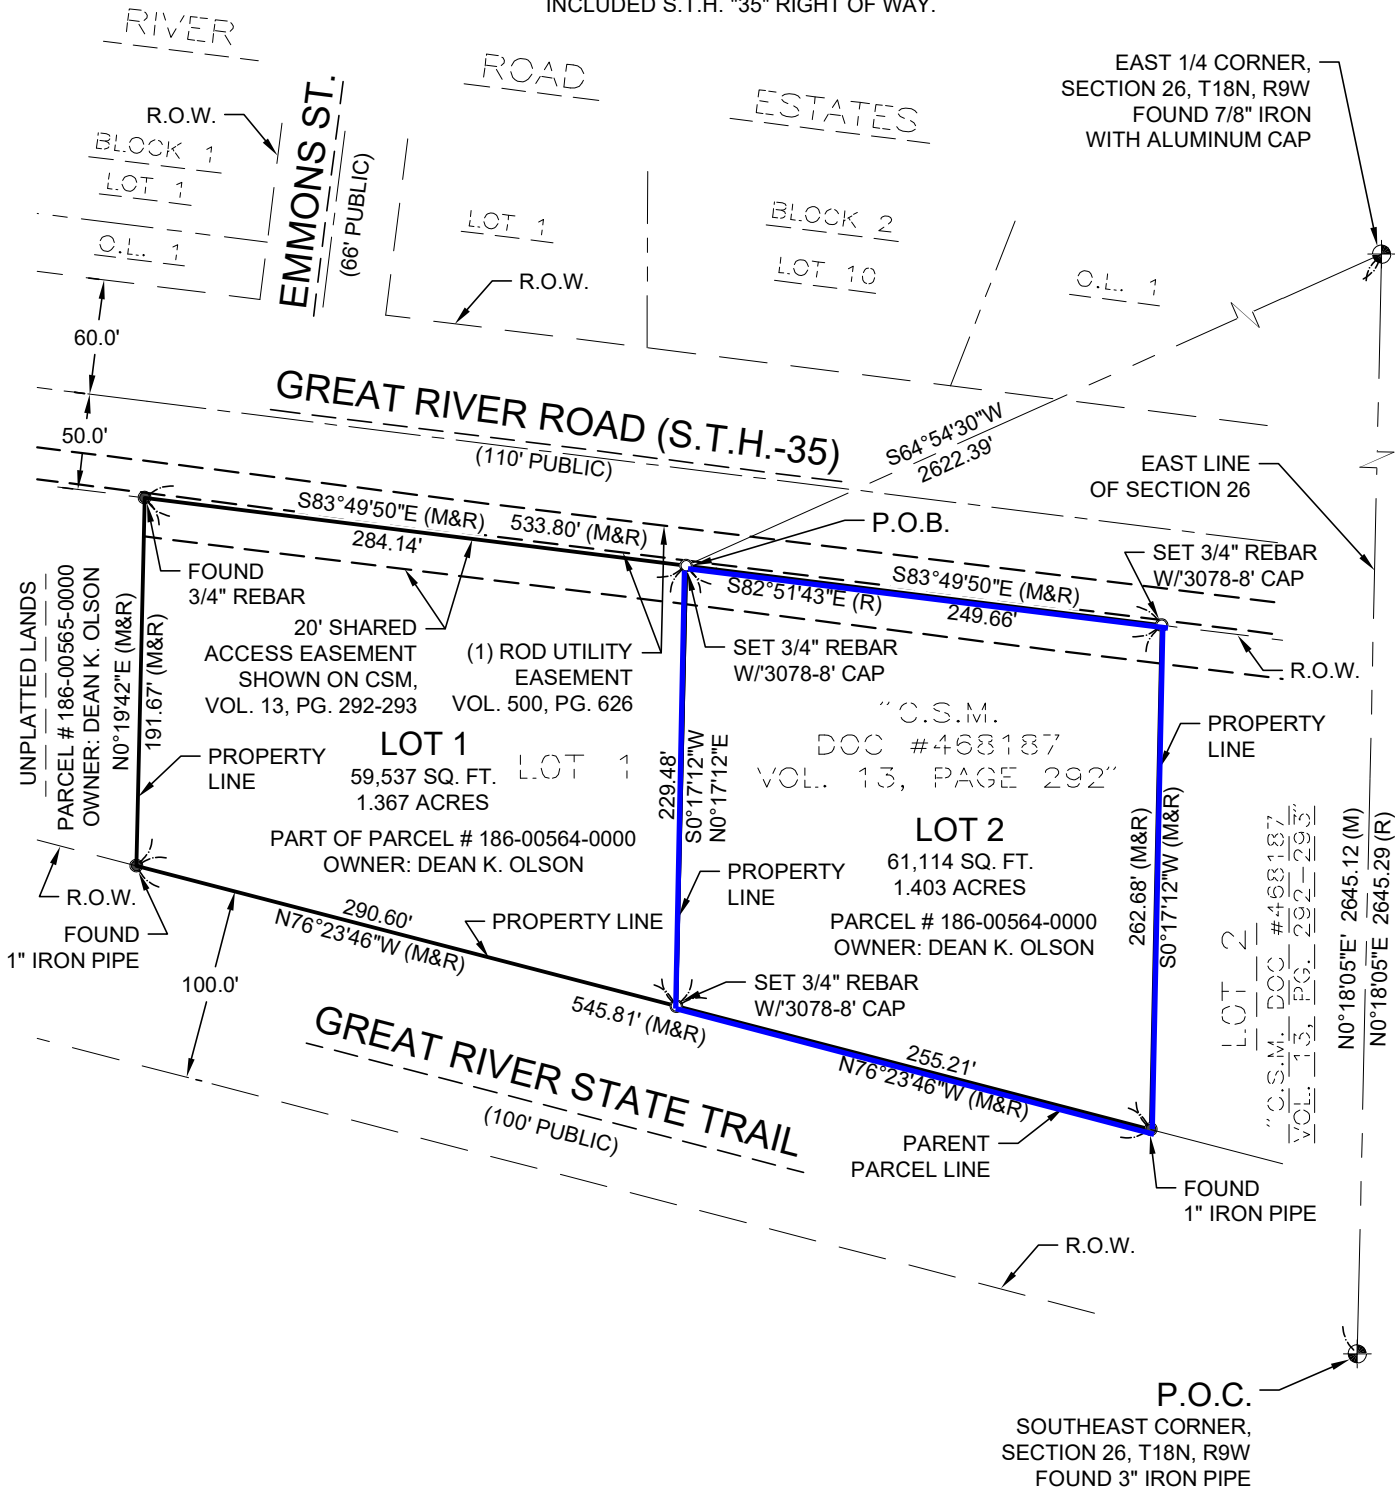 INCLUDED S.T.H. "35" RIGHT OF WAY.
RIVER
ROAD
ESTATES
EAST 1/4 CORNER,
SECTION 26, T18N, R9W
FOUND 7/8" IRON
WITH ALUMINUM CAP
R.O.W.
BLOCK 1
LOT 1
O.L. 1
EMMONS ST.
(66' PUBLIC)
LOT 1
R.O.W.
BLOCK 2
LOT 10
O.L. 1
60.0'
50.0'
GREAT RIVER ROAD (S.T.H.-35)
(110' PUBLIC)
S64°54'30"W
2622.39'
EAST LINE
OF SECTION 26
S83°49'50"E (M&R)
533.80' (M&R)
284.14'
P.O.B.
SET 3/4" REBAR
W/'3078-8' CAP
S83°49'50"E (M&R)
S82°51'43"E (R)
249.66'
R.O.W.
FOUND
3/4" REBAR
20' SHARED
ACCESS EASEMENT
SHOWN ON CSM,
VOL. 13, PG. 292-293
(1) ROD UTILITY
EASEMENT
VOL. 500, PG. 626
SET 3/4" REBAR
W/'3078-8' CAP
UNPLATTED LANDS
PARCEL # 186-00565-0000
OWNER: DEAN K. OLSON
N0°19'42"E (M&R)
191.67' (M&R)
PROPERTY
LINE
LOT 1
59,537 SQ. FT.
1.367 ACRES
LOT 1
PART OF PARCEL # 186-00564-0000
OWNER: DEAN K. OLSON
229.48'
S0°17'12"W
N0°17'12"E
"C.S.M.
DOC #468187
VOL. 13, PAGE 292"
PROPERTY
LINE
LOT 2
61,114 SQ. FT.
1.403 ACRES
PARCEL # 186-00564-0000
OWNER: DEAN K. OLSON
PROPERTY
LINE
262.68' (M&R)
S0°17'12"W (M&R)
LOT 2
"C.S.M. DOC #468187
VOL. 13, PG. 292-293"
N0°18'05"E' 2645.12 (M)
N0°18'05"E 2645.29 (R)
R.O.W.
FOUND
1" IRON PIPE
290.60'
N76°23'46"W (M&R)
PROPERTY LINE
545.81' (M&R)
SET 3/4" REBAR
W/'3078-8' CAP
100.0'
GREAT RIVER STATE TRAIL
(100' PUBLIC)
255.21'
N76°23'46"W (M&R)
PARENT
PARCEL LINE
FOUND
1" IRON PIPE
R.O.W.
P.O.C.
SOUTHEAST CORNER,
SECTION 26, T18N, R9W
FOUND 3" IRON PIPE